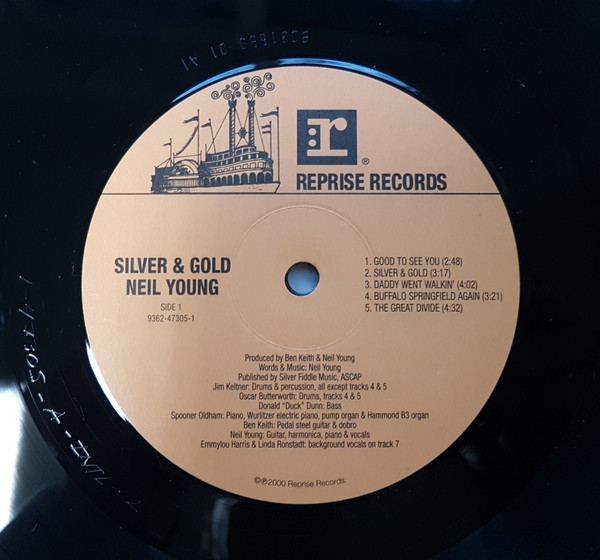 r
®
REPRISE RECORDS
SILVER & GOLD
NEIL YOUNG
SIDE 1
9362-47305-1
1. GOOD TO SEE YOU (2:48)
2. SILVER & GOLD (3:17)
3. DADDY WENT WALKIN' (4:02)
4. BUFFALO SPRINGFIELD AGAIN (3:21)
5. THE GREAT DIVIDE (4:32)
Produced by Ben Keith & Neil Young
Words & Music: Neil Young
Published by Silver Fiddle Music, ASCAP
Jim Keltner: Drums & percussion, all except tracks 4 & 5
Oscar Butterworth: Drums, tracks 4 & 5
Donald "Duck" Dunn: Bass
Spooner Oldham: Piano, Wurlitzer electric piano, pump organ & Hammond B3 organ
Ben Keith: Pedal steel guitar & dobro
Neil Young: Guitar, harmonica, piano & vocals
Emmylou Harris & Linda Ronstadt: background vocals on track 7
©℗2000 Reprise Records.